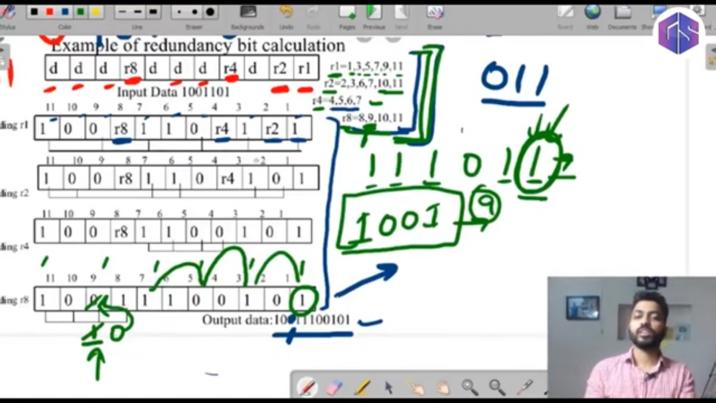 Stylus
Mouse
Line
Eraser
Backgrounds
Undo
Redo
Pages
Previous
Next
Erase
Board
Web
Documents
Example of redundancy bit calculation
d d d r8 d d d r4 d r2 r1
r1=1,3,5,7,9,11
r2=2,3,6,7,10,11
r4=4,5,6,7
r8=8,9,10,11
011
Input Data 1001101
11 10 9 8 7 6 5 4 3 2 1
ding r1
1 0 0 r8 1 1 0 r4 1 r2 1
11 10 9 8 7 6 5 4 3 2 1
1 0 0 r8 1 1 0 r4 1 0 1
ding r2
1 1 1 0 1 1
1001 9
11 10 9 8 7 6 5 4 3 2 1
1 0 0 r8 1 1 0 0 1 0 1
ding r4
11 10 9 8 7 6 5 4 3 2 1
ding r8
1 0 0 1 1 1 0 0 1 0 1
Output data:10011100101
1 0